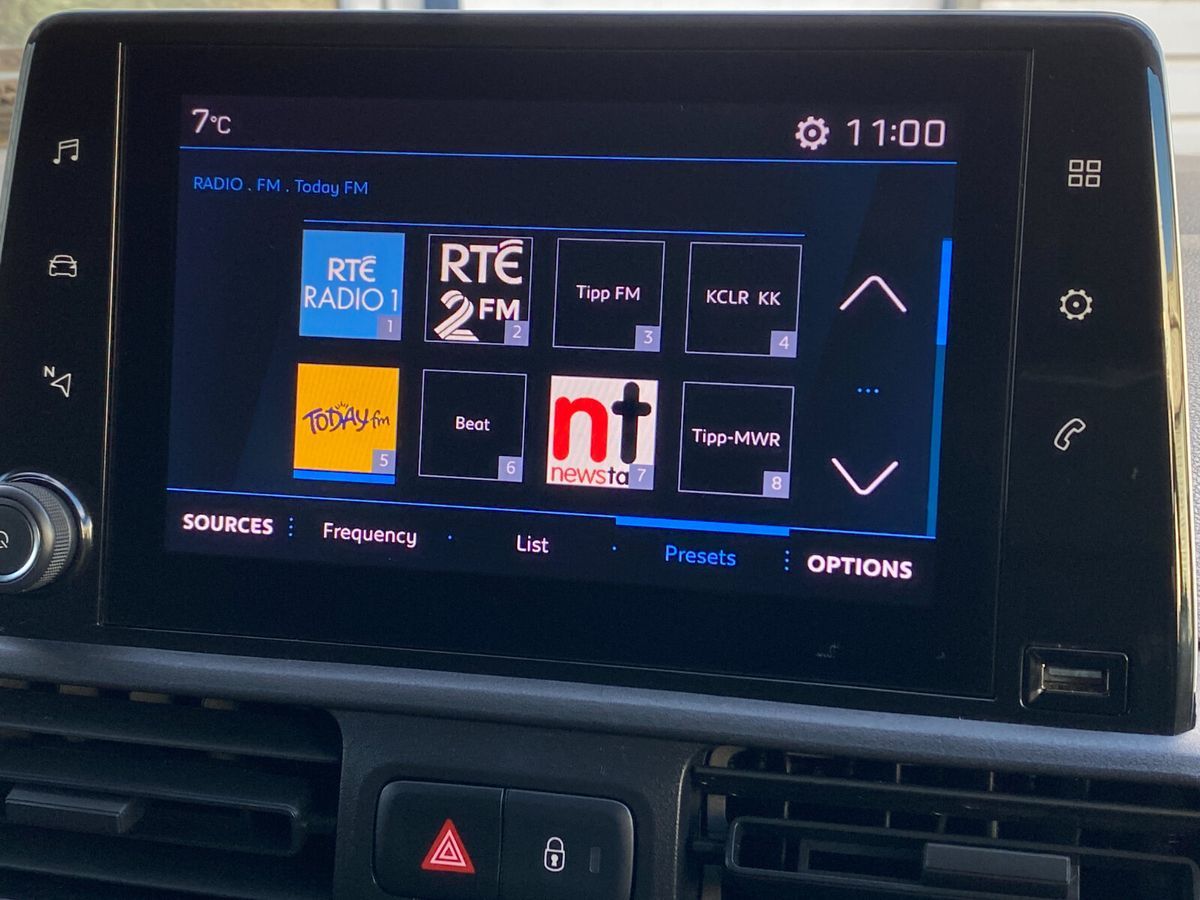 7°C
11:00
RADIO . FM . Today FM
RTÉ
RADIO 1
1
RTÉ
2FM
2
Tipp FM
3
KCLR KK
4
TODAY fm
5
Beat
6
nt
newsta
7
Tipp-MWR
8
SOURCES
Frequency
List
Presets
OPTIONS
N